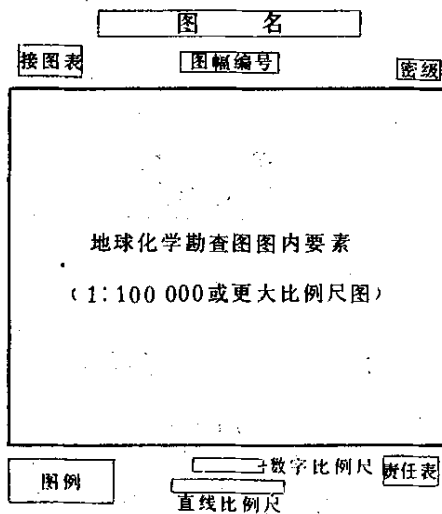 图 名
接图表 图幅编号 密级
地球化学勘查图图内要素
(1:100 000或更大比例尺图)
图例 数字比例尺 责任表
直线比例尺